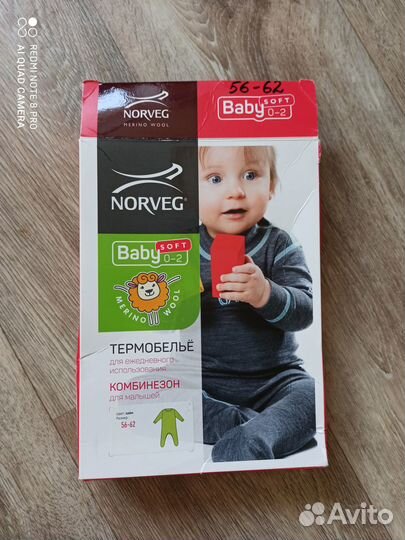 REDMI NOTE 8 PRO
AI QUAD CAMERA
56-62
NORVEG
MERINO WOOL
Baby SOFT
0-2
NORVEG®
Baby SOFT
0-2
MERINO WOOL
ТЕРМОБЕЛЬЁ
для ежедневного
использования
КОМБИНЕЗОН
для малышей
Размер:
56-62
Avito